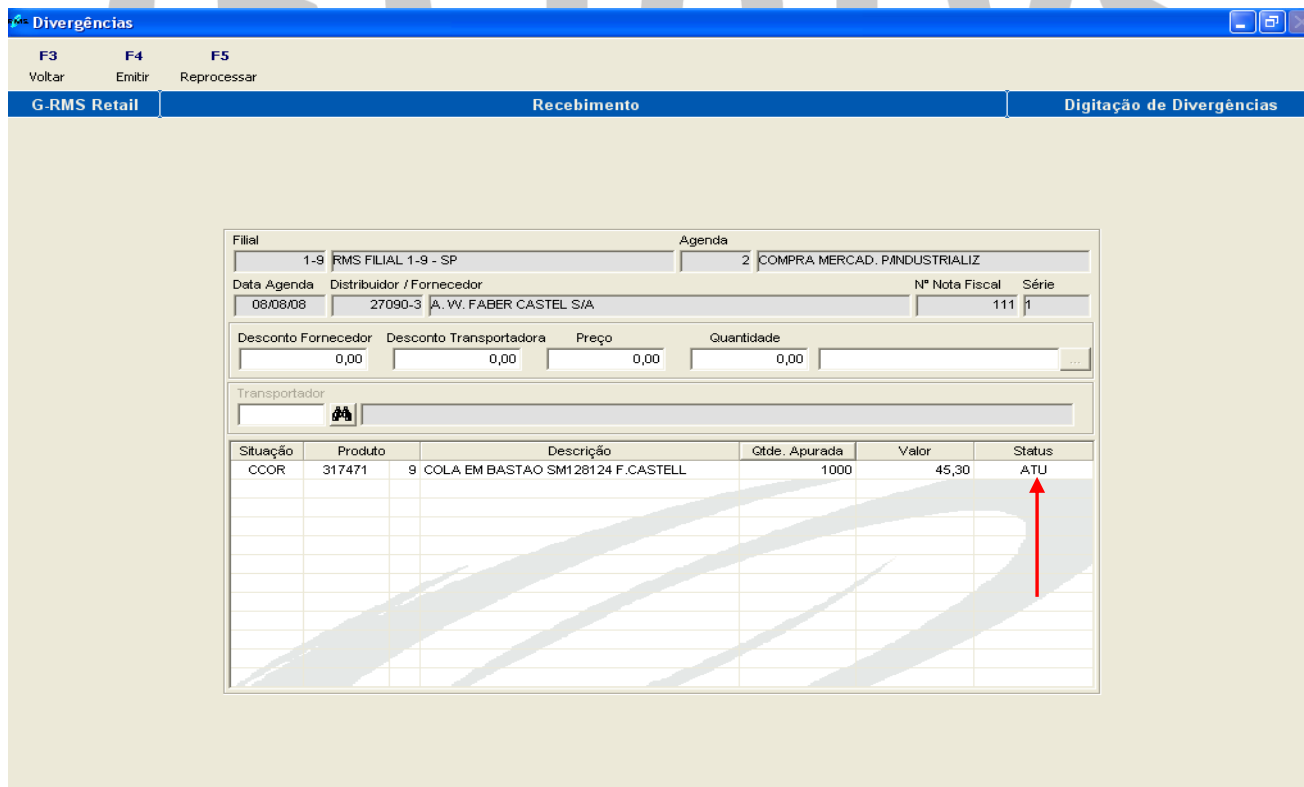 Divergências
F3 F4 F5
Voltar Emitir Reprocessar
G-RMS Retail Recebimento Digitação de Divergências
Filial Agenda
1-9 RMS FILIAL 1-9 - SP 2 COMPRA MERCAD. P/INDUSTRIALIZ
Data Agenda Distribuidor / Fornecedor Nº Nota Fiscal Série
08/08/08 27090-3 A. W. FABER CASTEL S/A 111 1
Desconto Fornecedor Desconto Transportadora Preço Quantidade
0,00 0,00 0,00 0,00 ...
Transportador
Situação Produto Descrição Qtde. Apurada Valor Status
CCOR 317471 9 COLA EM BASTAO SM128124 F.CASTELL 1000 45,30 ATU